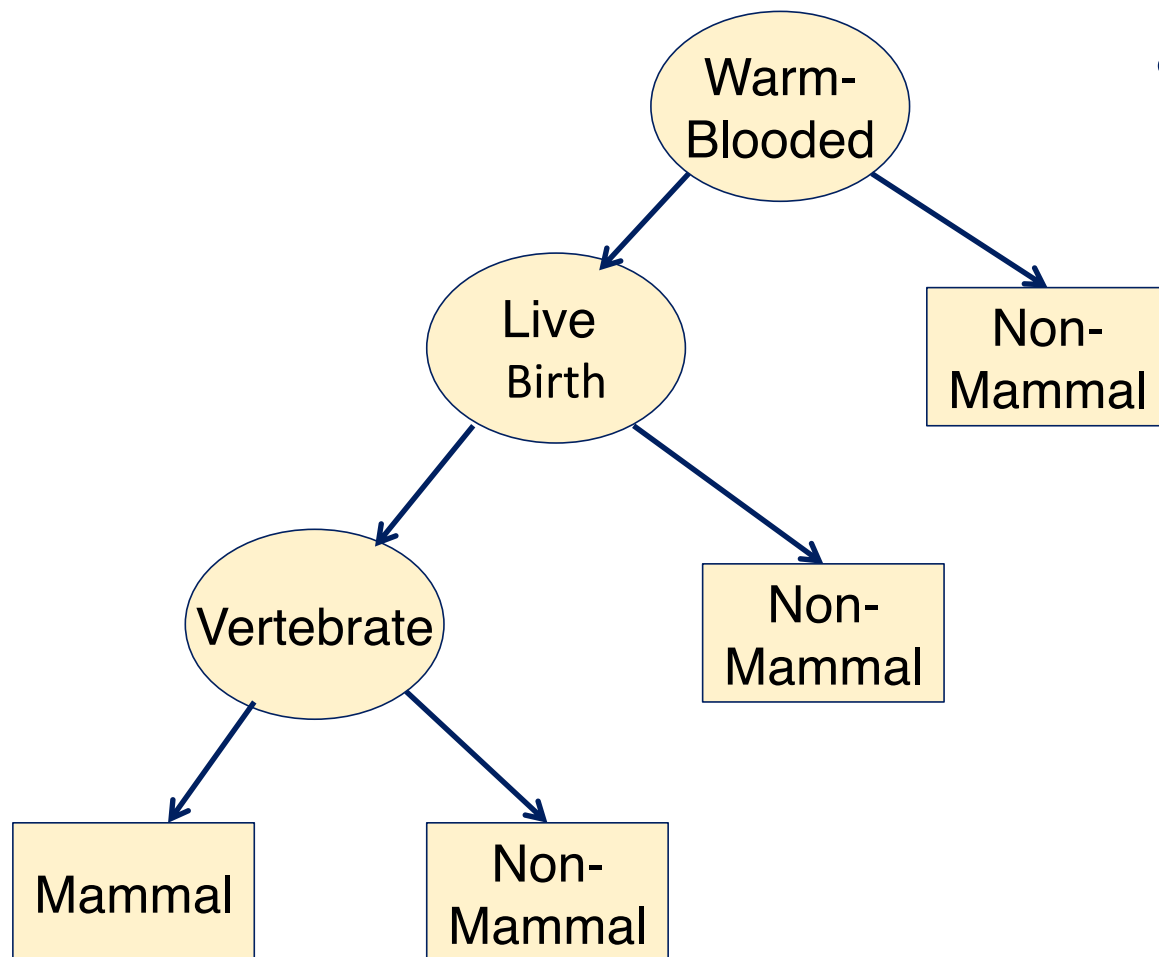 Warm-
Blooded
Live
Birth
Non-
Mammal
Vertebrate
Non-
Mammal
Mammal
Non-
Mammal